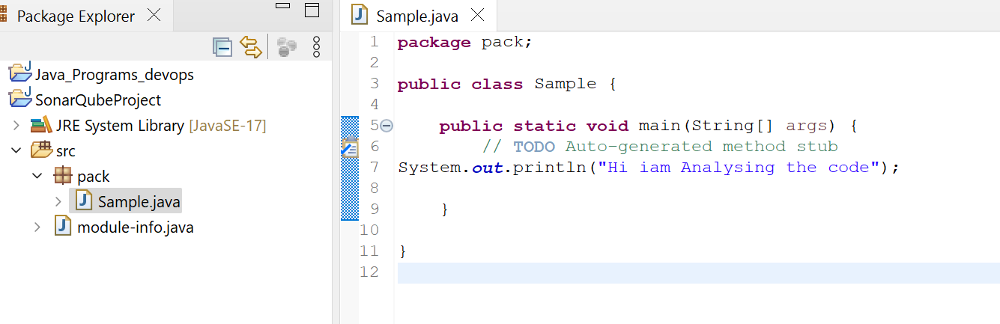 Package Explorer
Java_Programs_devops
SonarQubeProject
JRE System Library [JavaSE-17]
src
pack
Sample.java
module-info.java
Sample.java
1 package pack;
2
3 public class Sample {
4
5 public static void main(String[] args) {
6 // TODO Auto-generated method stub
7 System.out.println("Hi iam Analysing the code");
8
9 }
10
11 }
12